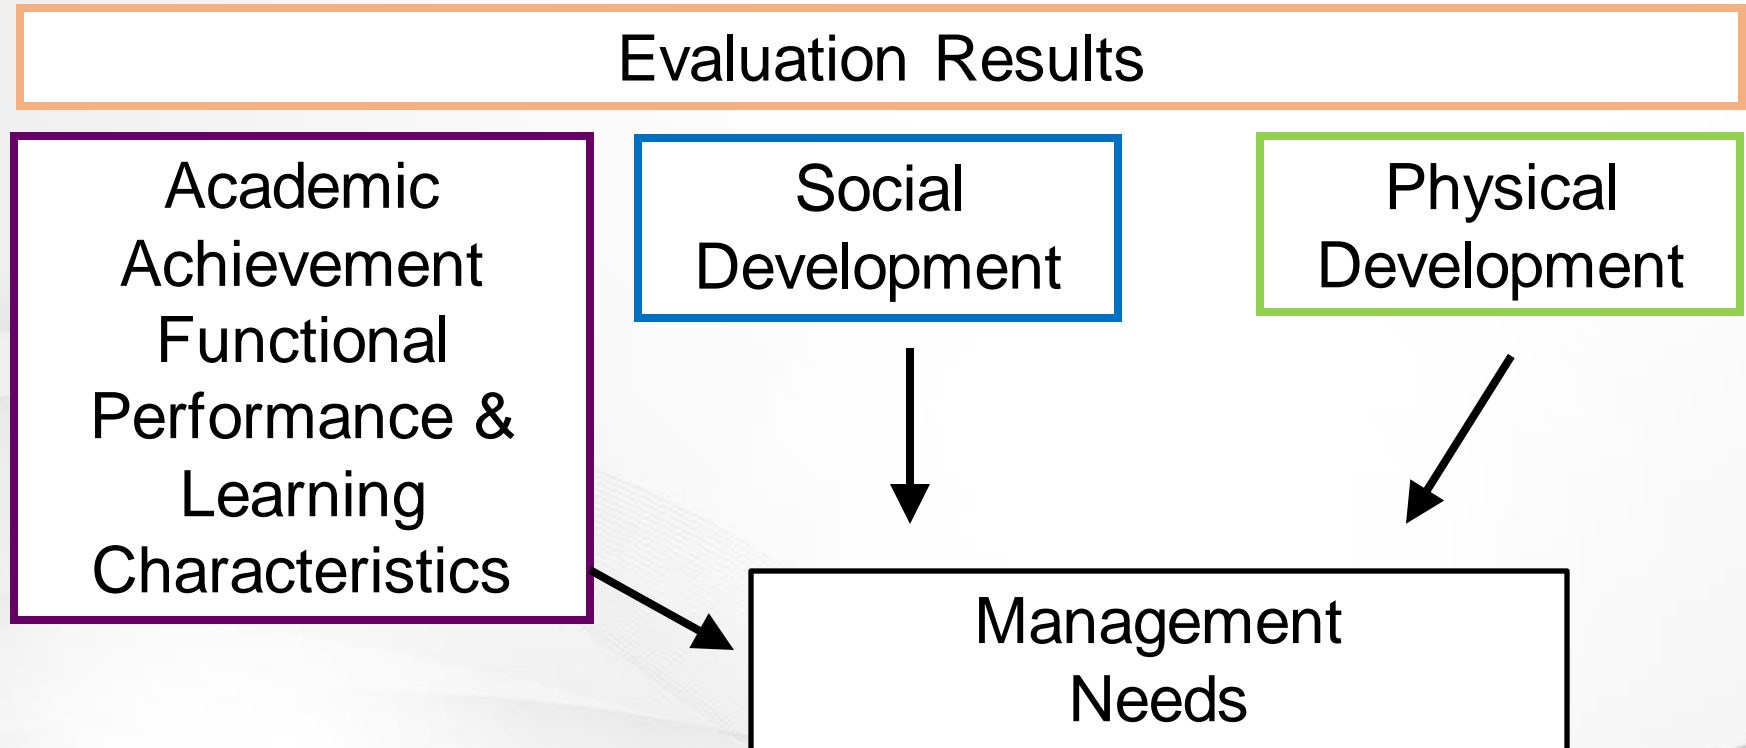 Evaluation Results
Academic
Achievement
Functional
Performance &
Learning
Characteristics
Social
Development
Physical
Development
Management
Needs